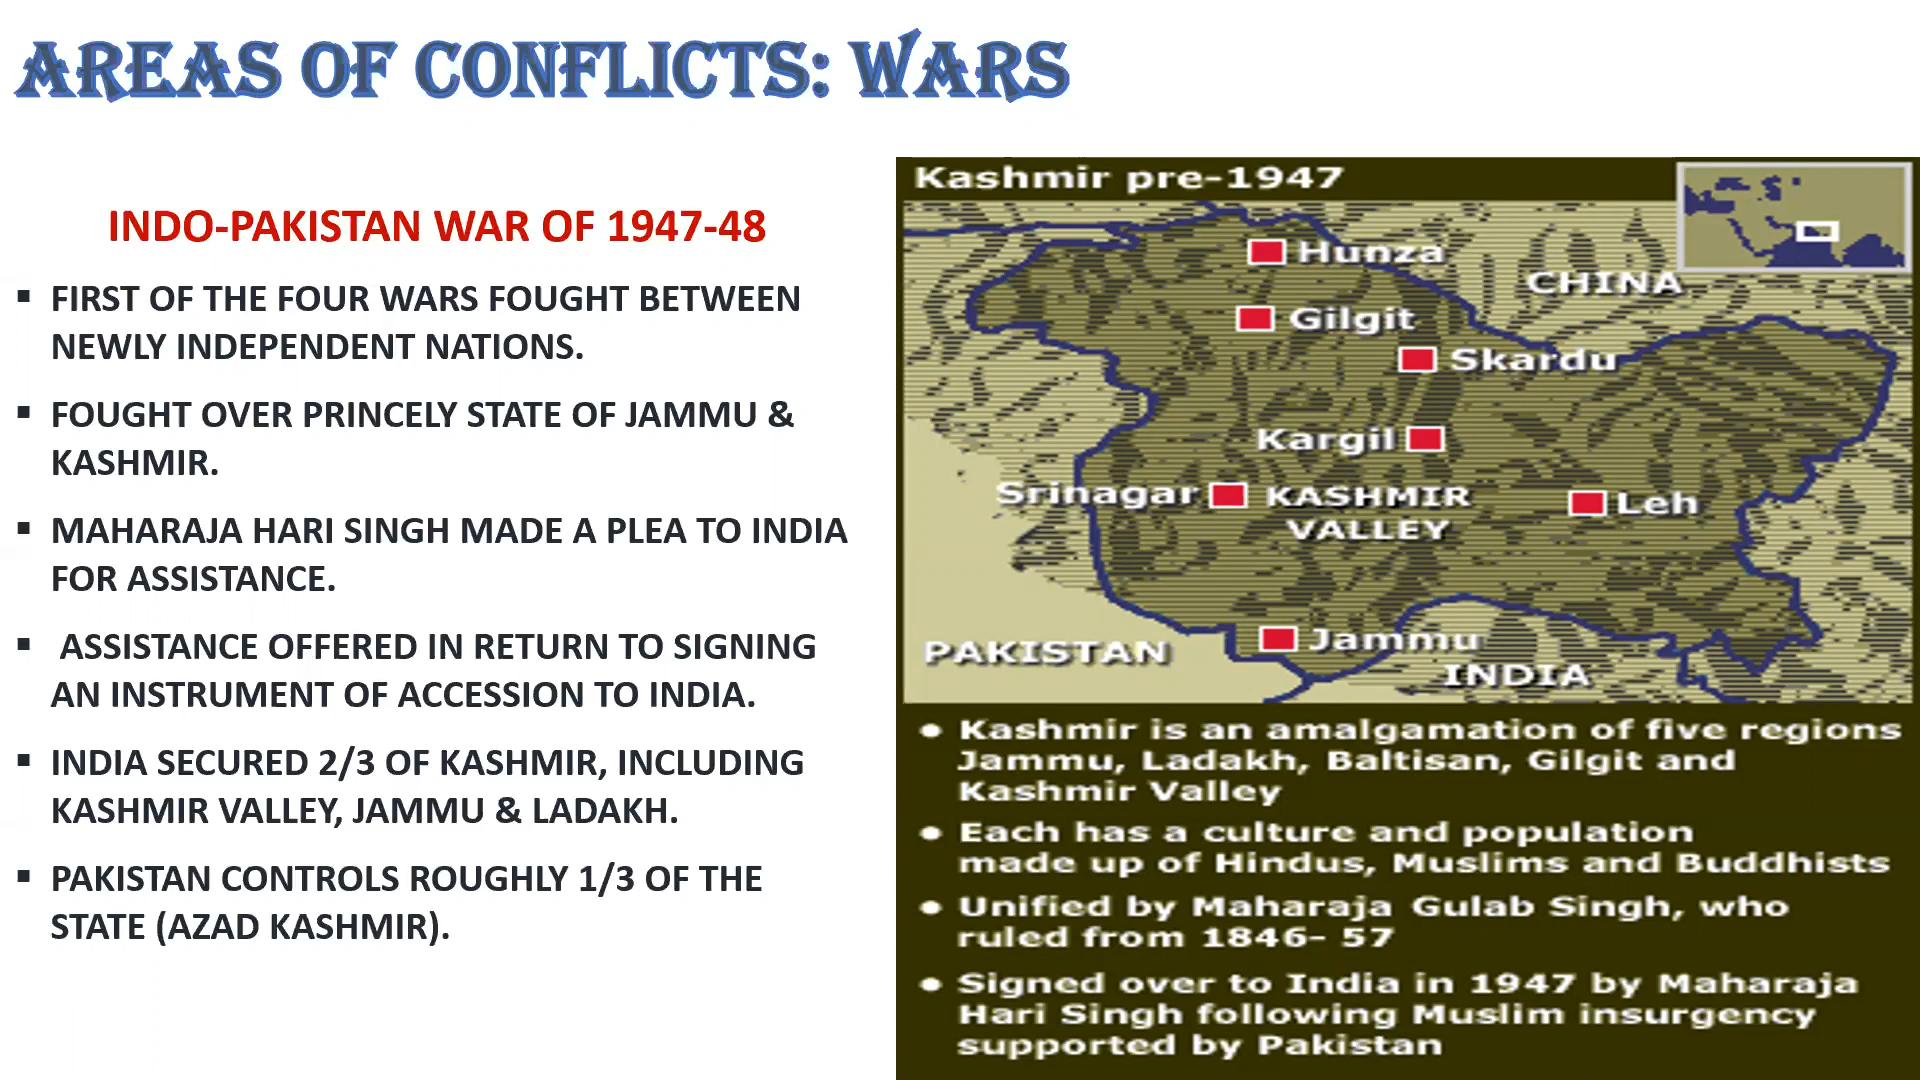 AREAS OF CONFLICTS: WARS
INDO-PAKISTAN WAR OF 1947-48
▪ FIRST OF THE FOUR WARS FOUGHT BETWEEN
NEWLY INDEPENDENT NATIONS.
▪ FOUGHT OVER PRINCELY STATE OF JAMMU &
KASHMIR.
▪ MAHARAJA HARI SINGH MADE A PLEA TO INDIA
FOR ASSISTANCE.
▪ ASSISTANCE OFFERED IN RETURN TO SIGNING
AN INSTRUMENT OF ACCESSION TO INDIA.
▪ INDIA SECURED 2/3 OF KASHMIR, INCLUDING
KASHMIR VALLEY, JAMMU & LADAKH.
▪ PAKISTAN CONTROLS ROUGHLY 1/3 OF THE
STATE (AZAD KASHMIR).
Kashmir pre-1947
Hunza
CHINA
Gilgit
Skardu
Kargil
Srinagar
KASHMIR
VALLEY
Leh
PAKISTAN
Jammu
INDIA
• Kashmir is an amalgamation of five regions
Jammu, Ladakh, Baltisan, Gilgit and
Kashmir Valley
• Each has a culture and population
made up of Hindus, Muslims and Buddhists
• Unified by Maharaja Gulab Singh, who
ruled from 1846- 57
• Signed over to India in 1947 by Maharaja
Hari Singh following Muslim insurgency
supported by Pakistan